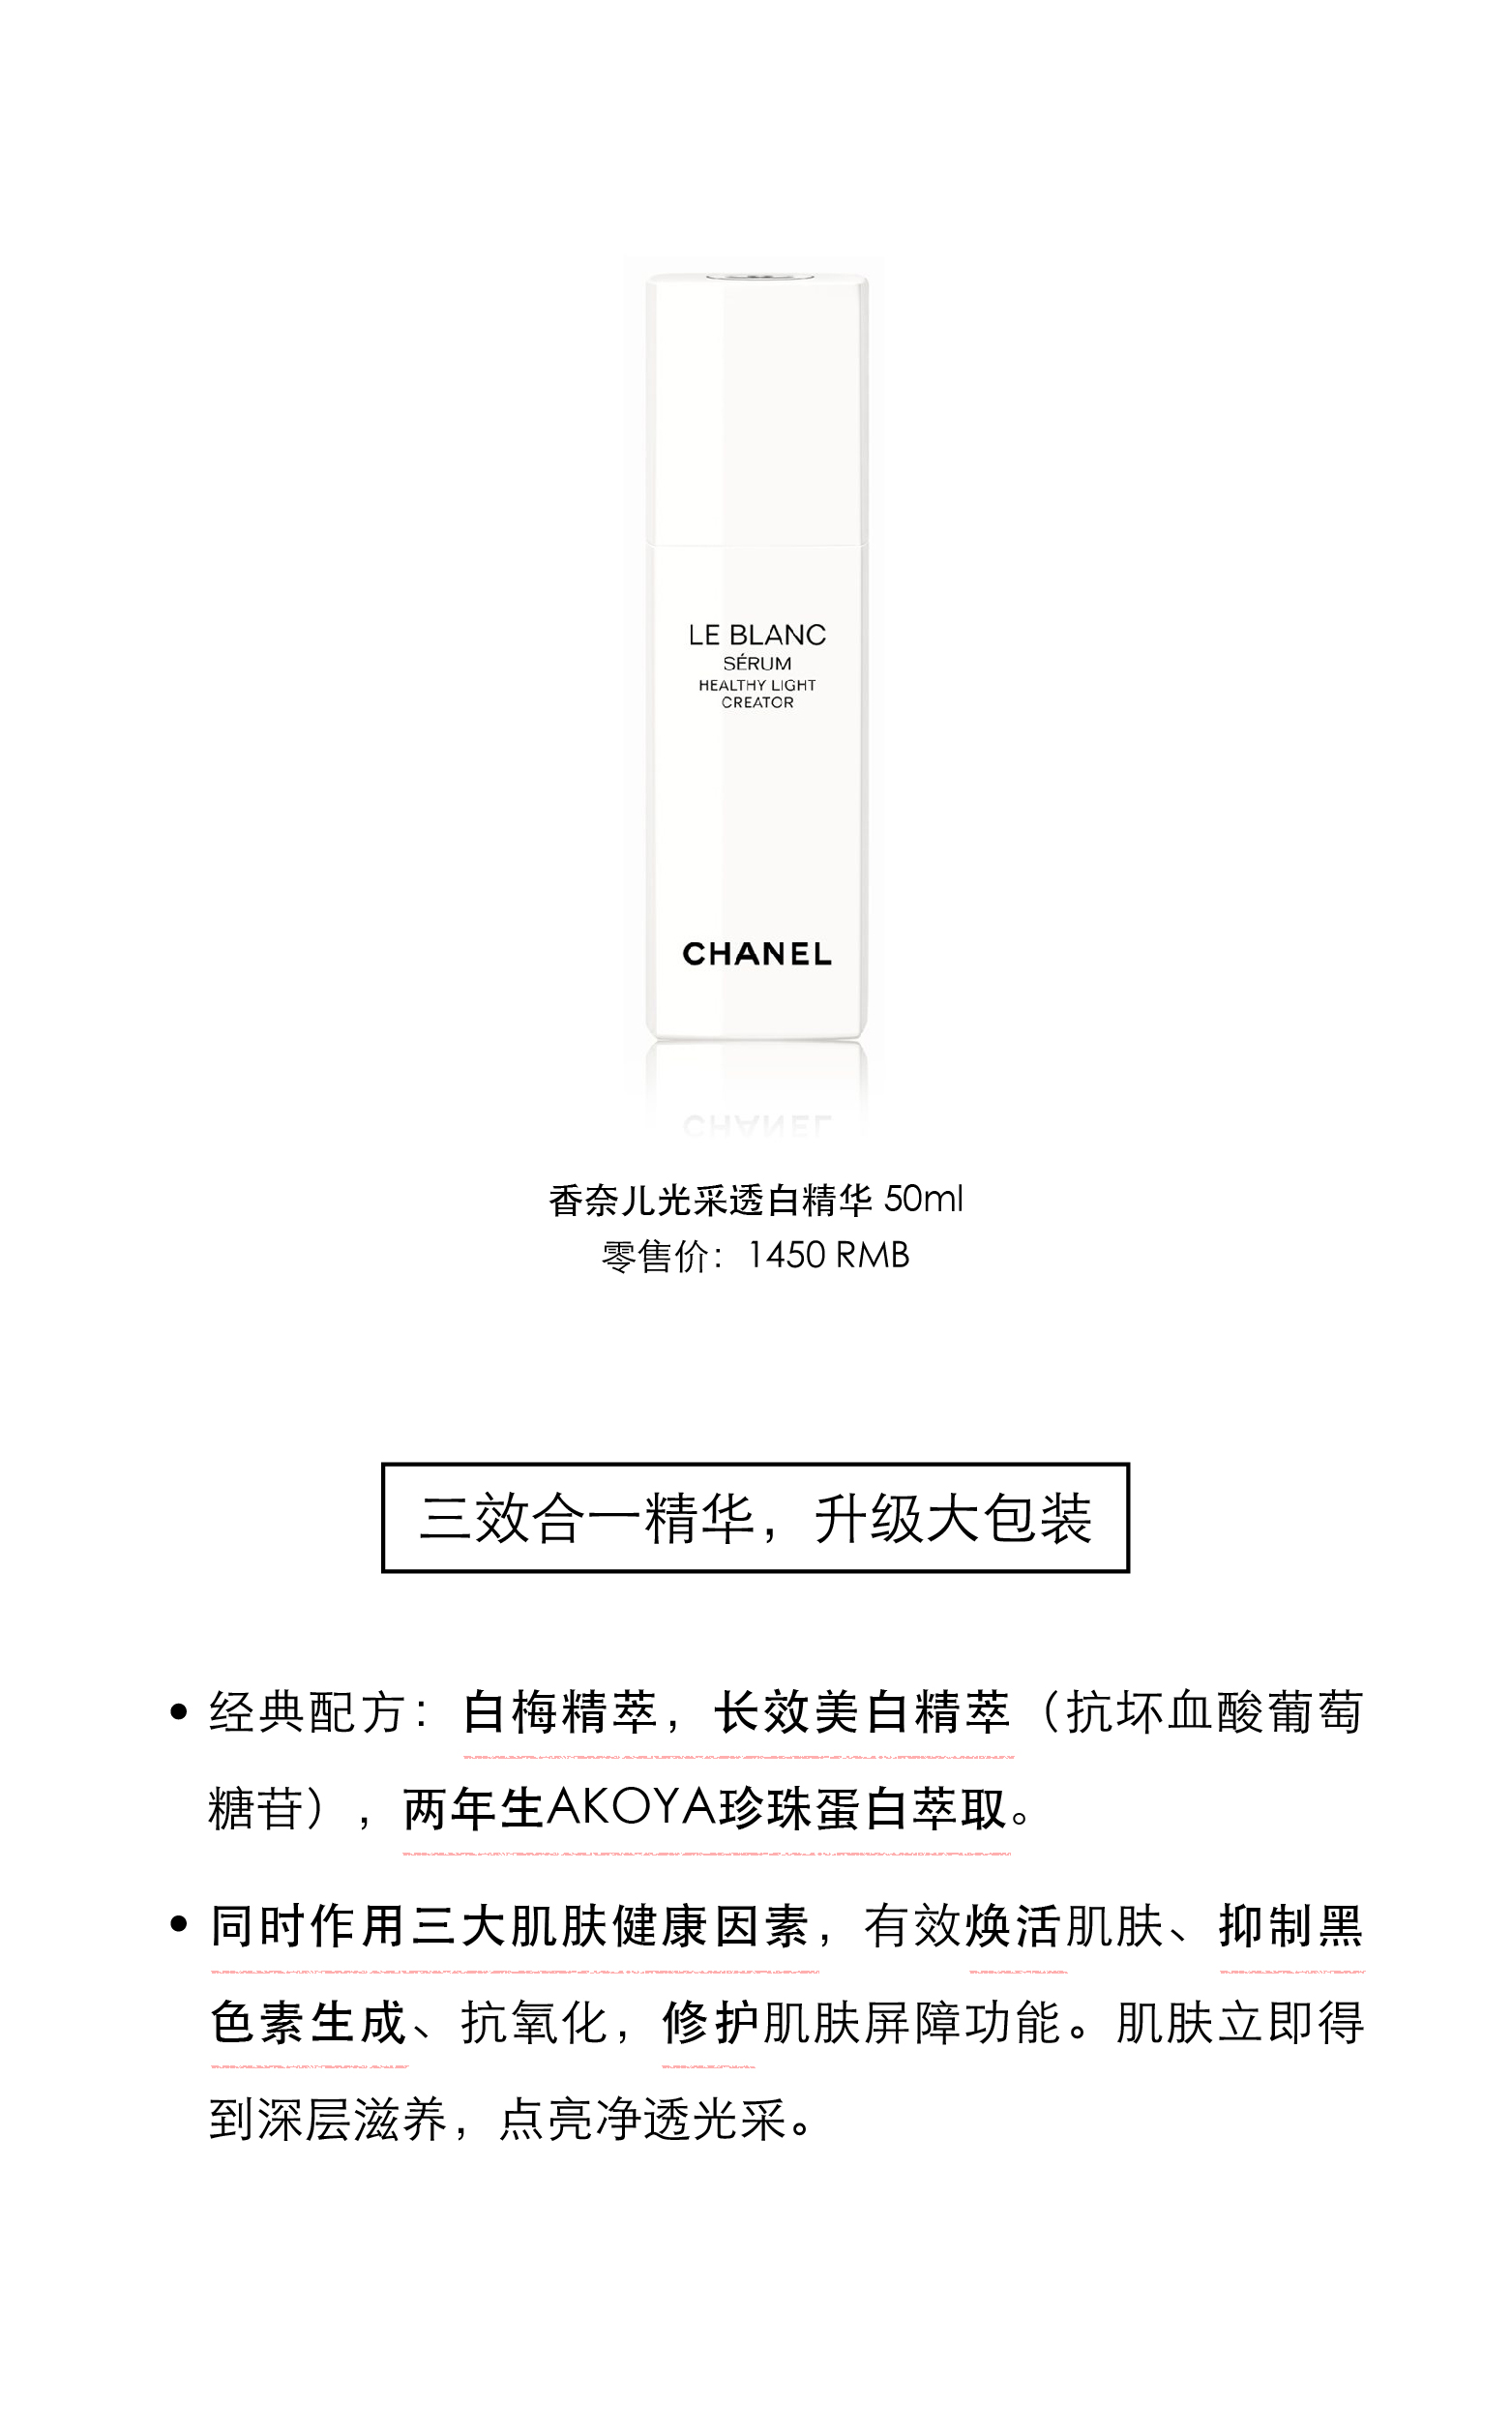 LE BLANC
SÉRUM
HEALTHY LIGHT
CREATOR
CHANEL
香奈儿光采透白精华 50ml
零售价：1450 RMB
三效合一精华，升级大包装
• 经典配方：白梅精萃，长效美白精萃（抗坏血酸葡萄
糖苷），两年生AKOYA珍珠蛋白萃取。
• 同时作用三大肌肤健康因素，有效焕活肌肤、抑制黑
色素生成、抗氧化，修护肌肤屏障功能。肌肤立即得
到深层滋养，点亮净透光采。